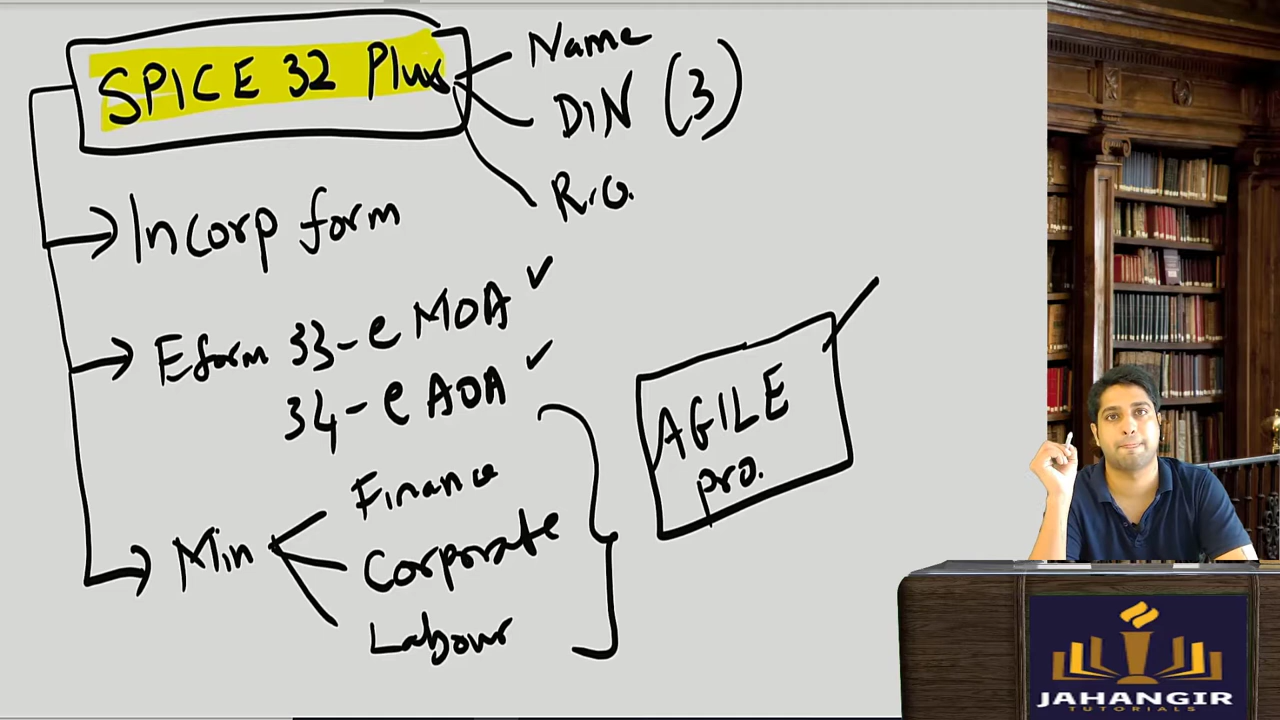 SPICE 32 Plus
Name
DIN (3)
R.O.
Incorp form
Eform 33-e MOA ✓
34-e AOA ✓
Min
Finance
Corporate
Labour
AGILE
pro.
JAHANGIR
TUTORIALS